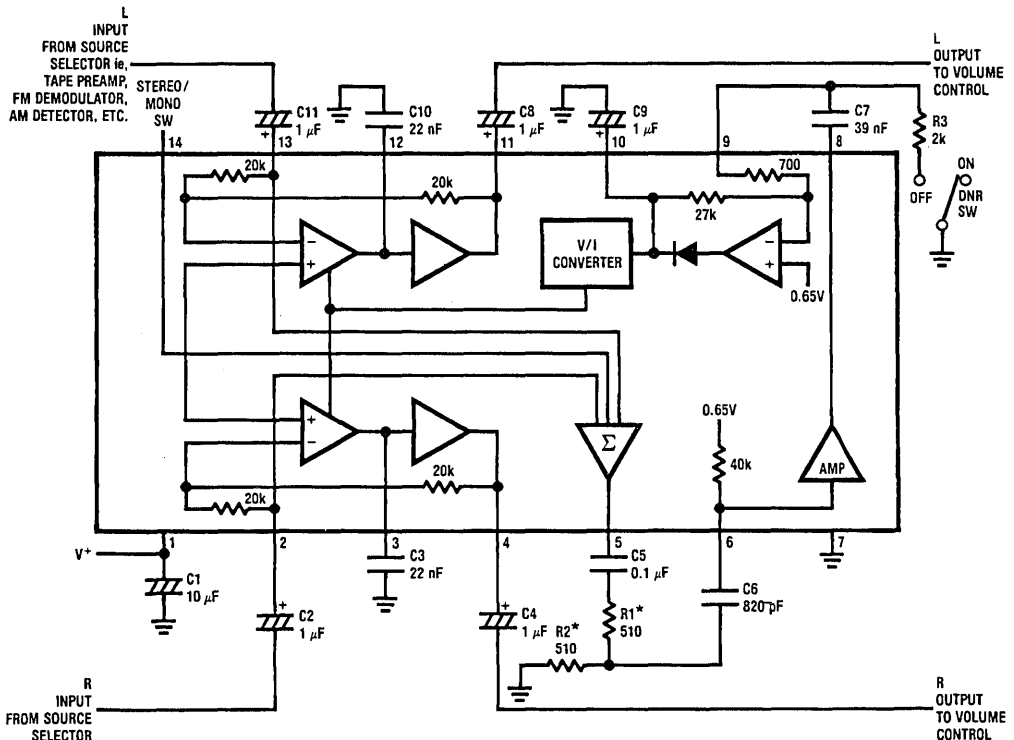 L
INPUT
FROM SOURCE
SELECTOR ie,
TAPE PREAMP,
FM DEMODULATOR,
AM DETECTOR, ETC.
STEREO/
MONO
SW
14
C11
1 μF
13
C10
22 nF
12
C8
1 μF
11
C9
1 μF
10
9
C7
39 nF
8
L
OUTPUT
TO VOLUME
CONTROL
R3
2k
OFF
ON
DNR
SW
20k
20k
700
27k
V/I
CONVERTER
0.65V
Σ
0.65V
40k
AMP
20k
20k
V+
1
C1
10 μF
2
C2
1 μF
3
C3
22 nF
4
C4
1 μF
5
C5
0.1 μF
R1*
510
R2*
510
6
C6
820 pF
7
R
INPUT
FROM SOURCE
SELECTOR
R
OUTPUT
TO VOLUME
CONTROL